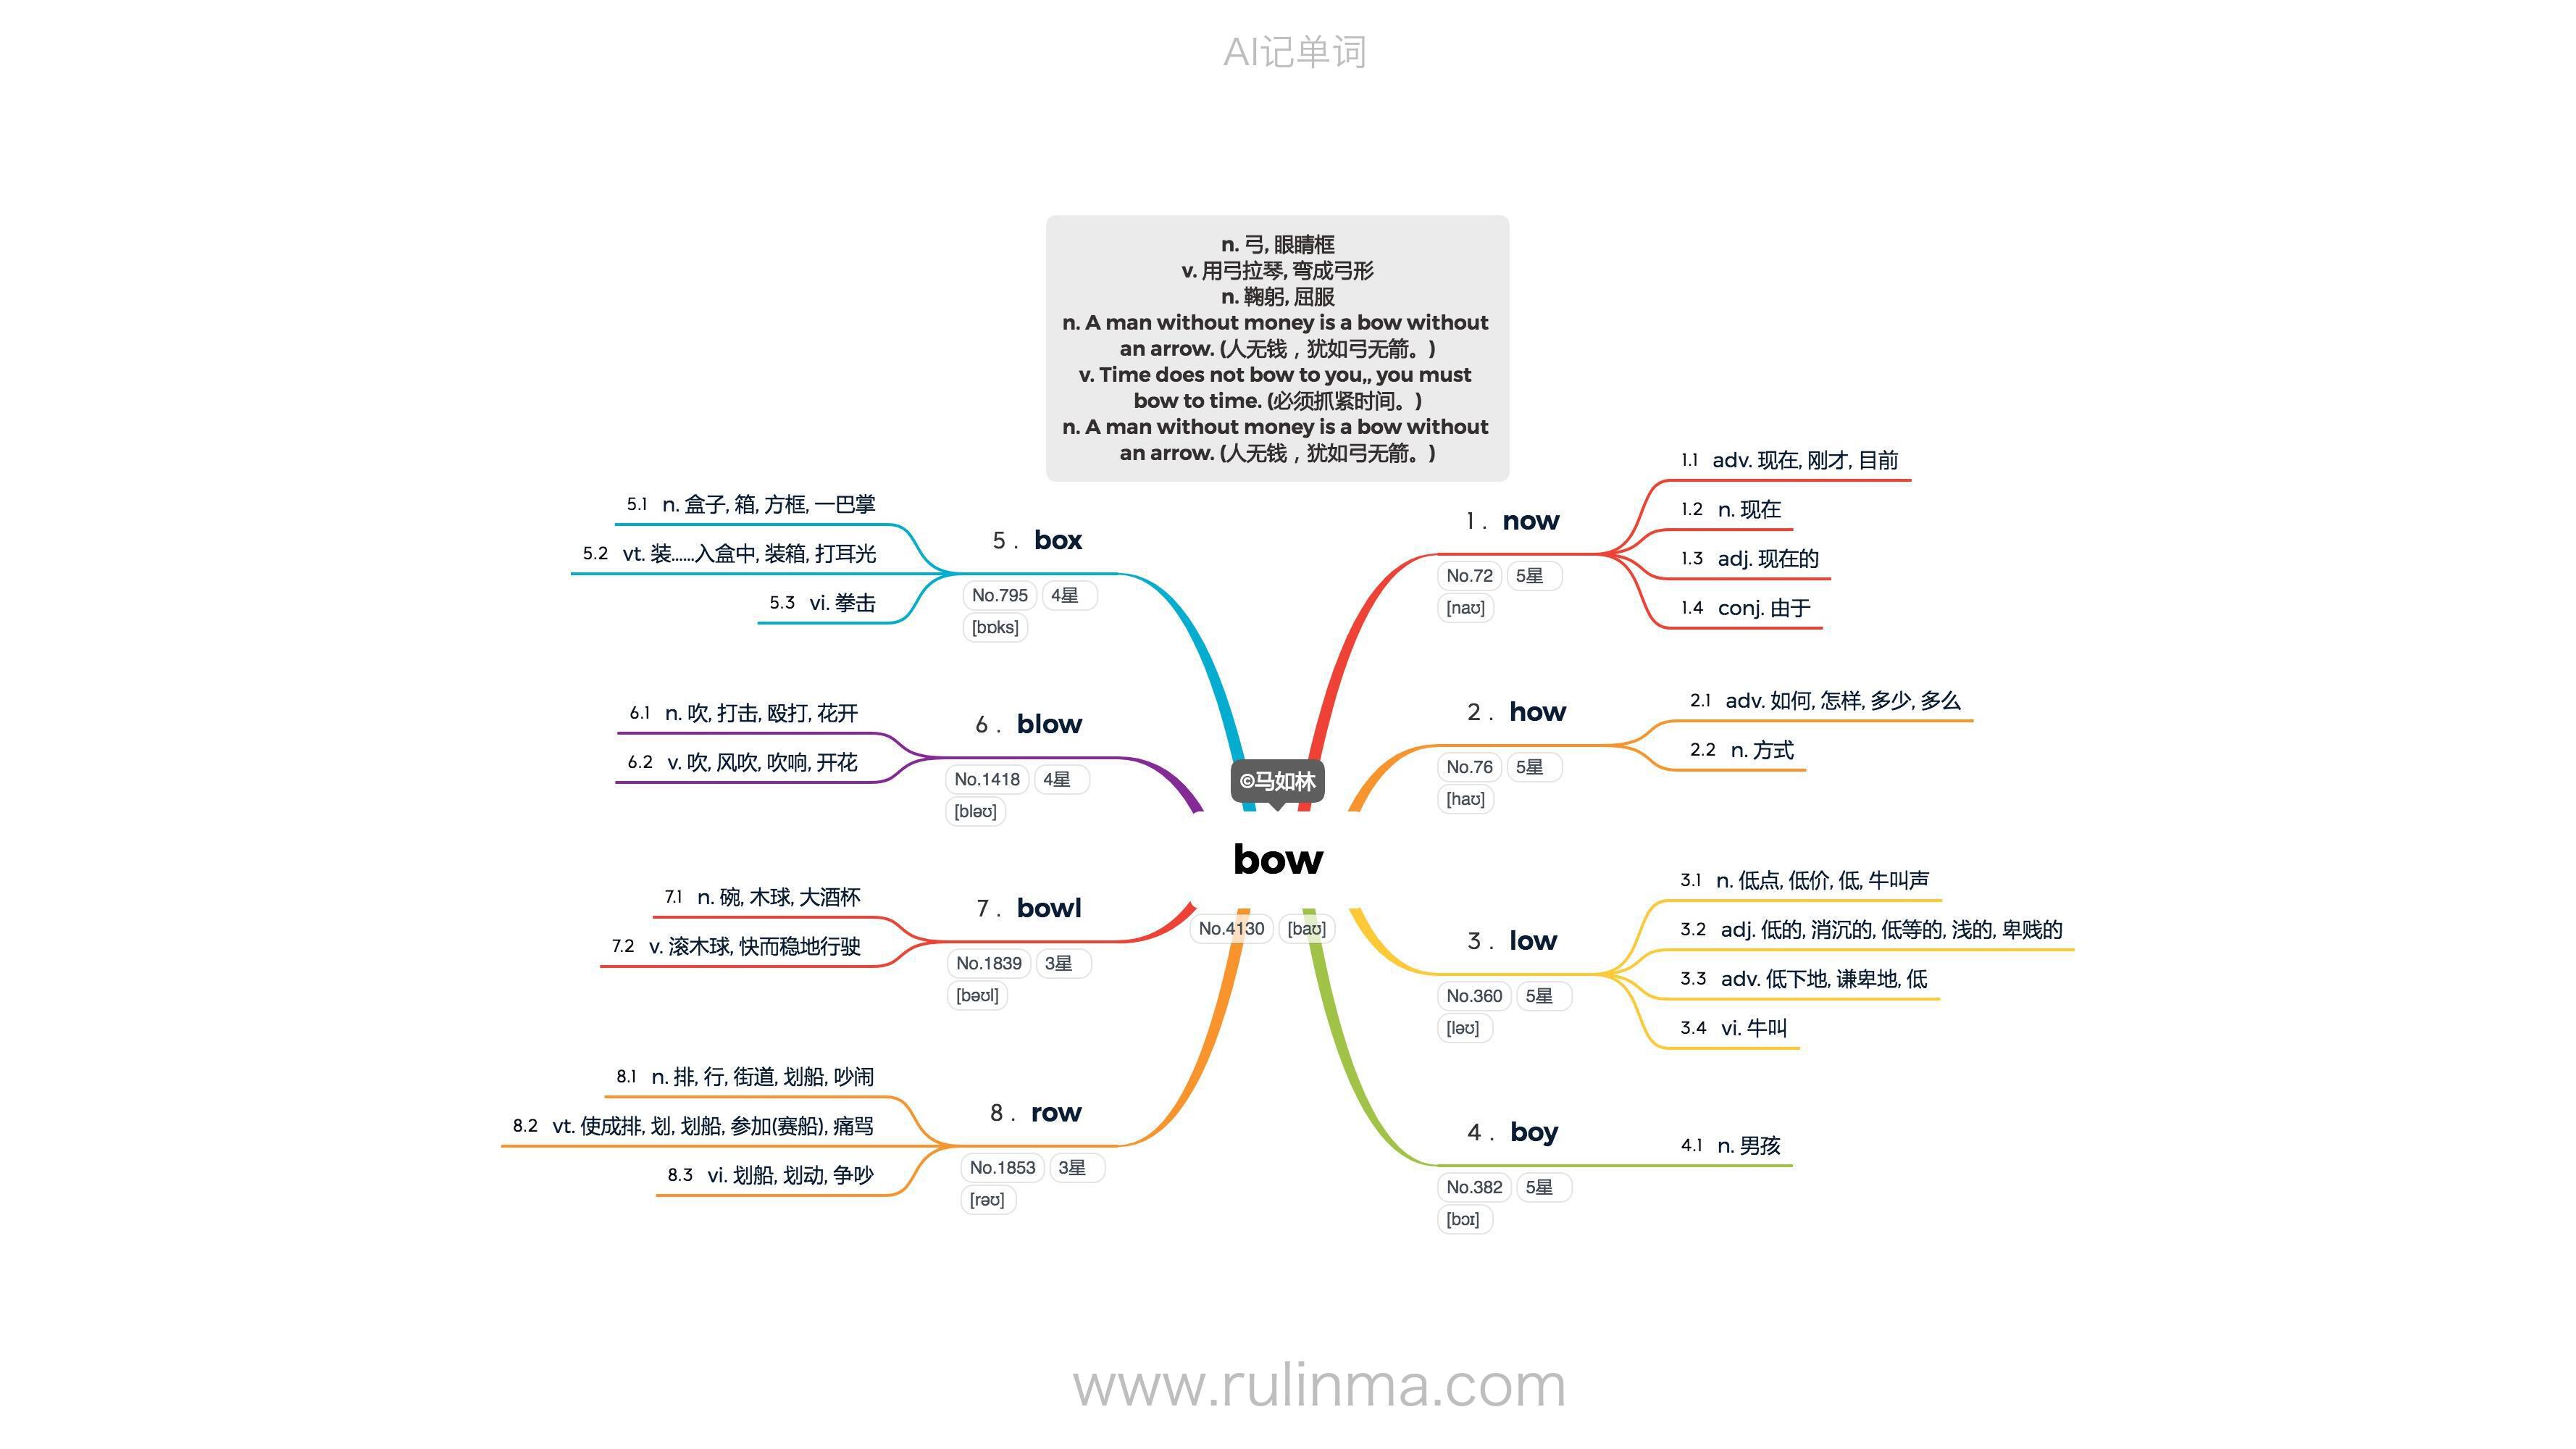 AI记单词
n. 弓, 眼睛框
v. 用弓拉琴, 弯成弓形
n. 鞠躬, 屈服
n. A man without money is a bow without
an arrow. (人无钱，犹如弓无箭。)
v. Time does not bow to you,, you must
bow to time. (必须抓紧时间。)
n. A man without money is a bow without
an arrow. (人无钱，犹如弓无箭。)
©马如林
bow
No.4130 [baʊ]
1. now
No.72 5星
[naʊ]
1.1 adv. 现在, 刚才, 目前
1.2 n. 现在
1.3 adj. 现在的
1.4 conj. 由于
2. how
No.76 5星
[haʊ]
2.1 adv. 如何, 怎样, 多少, 多么
2.2 n. 方式
3. low
No.360 5星
[ləʊ]
3.1 n. 低点, 低价, 低, 牛叫声
3.2 adj. 低的, 消沉的, 低等的, 浅的, 卑贱的
3.3 adv. 低下地, 谦卑地, 低
3.4 vi. 牛叫
4. boy
No.382 5星
[bɔɪ]
4.1 n. 男孩
5. box
No.795 4星
[bɒks]
5.1 n. 盒子, 箱, 方框, 一巴掌
5.2 vt. 装......入盒中, 装箱, 打耳光
5.3 vi. 拳击
6. blow
No.1418 4星
[bləʊ]
6.1 n. 吹, 打击, 殴打, 花开
6.2 v. 吹, 风吹, 吹响, 开花
7. bowl
No.1839 3星
[bəʊl]
7.1 n. 碗, 木球, 大酒杯
7.2 v. 滚木球, 快而稳地行驶
8. row
No.1853 3星
[rəʊ]
8.1 n. 排, 行, 街道, 划船, 吵闹
8.2 vt. 使成排, 划, 划船, 参加(赛船), 痛骂
8.3 vi. 划船, 划动, 争吵
www.rulinma.com